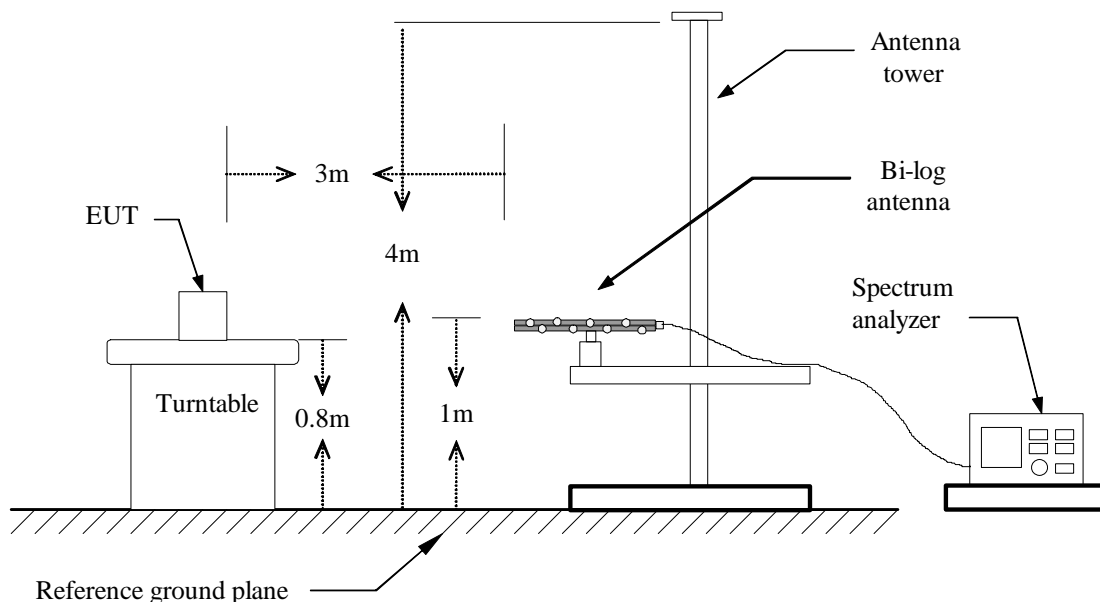 Antenna
tower
3m
Bi-log
antenna
EUT
4m
Spectrum
analyzer
Turntable
0.8m
1m
Reference ground plane